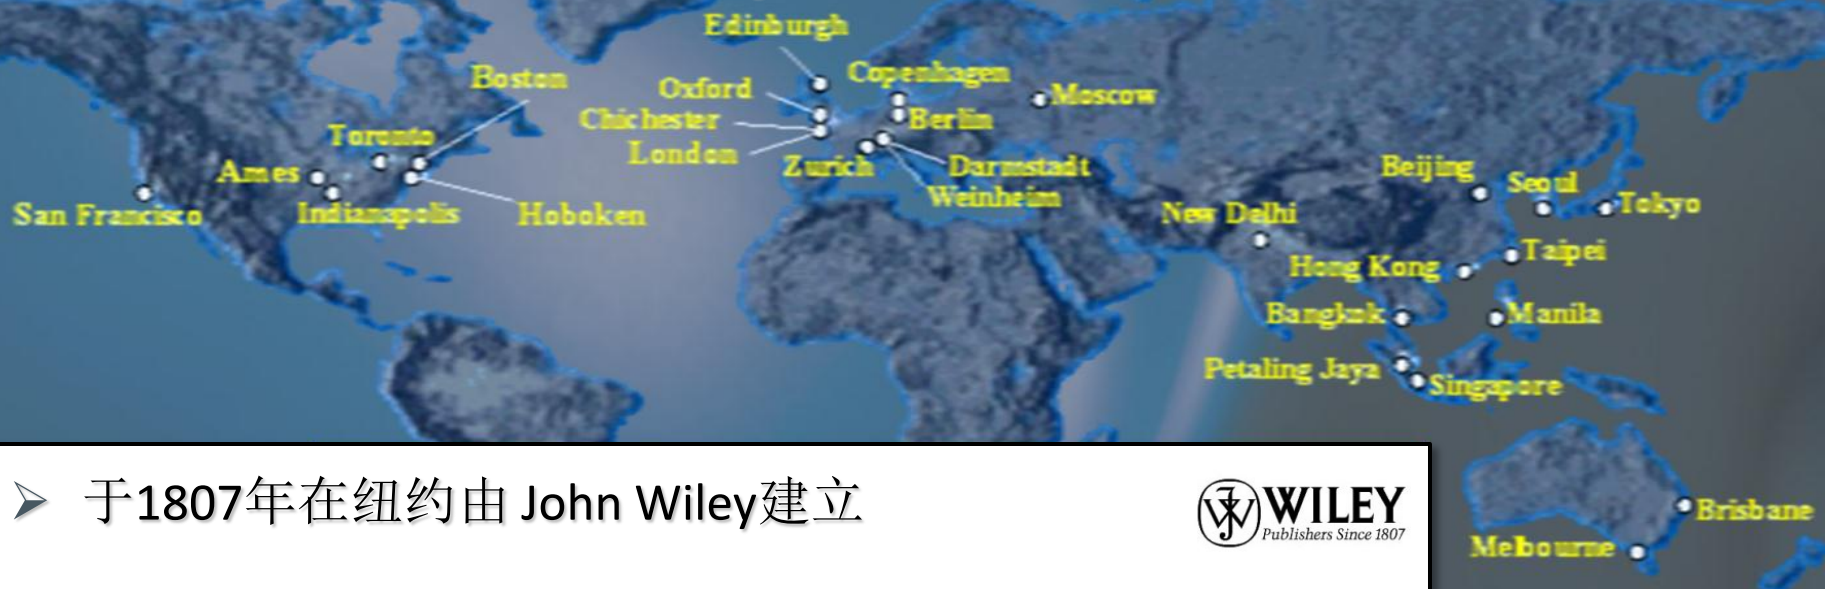 Edinburgh
Boston
Oxford
Copenhagen
Moscow
Chichester
Berlin
Toronto
London
Zurich
Darmstadt
Ames
Weinheim
San Francisco
Indianapolis
Hoboken
Beijing
Seoul
Tokyo
New Delhi
Taipei
Hong Kong
Bangkok
Manila
Petaling Jaya
Singapore
Brisbane
Melbourne
➢ 于1807年在纽约由 John Wiley建立
WILEY
Publishers Since 1807